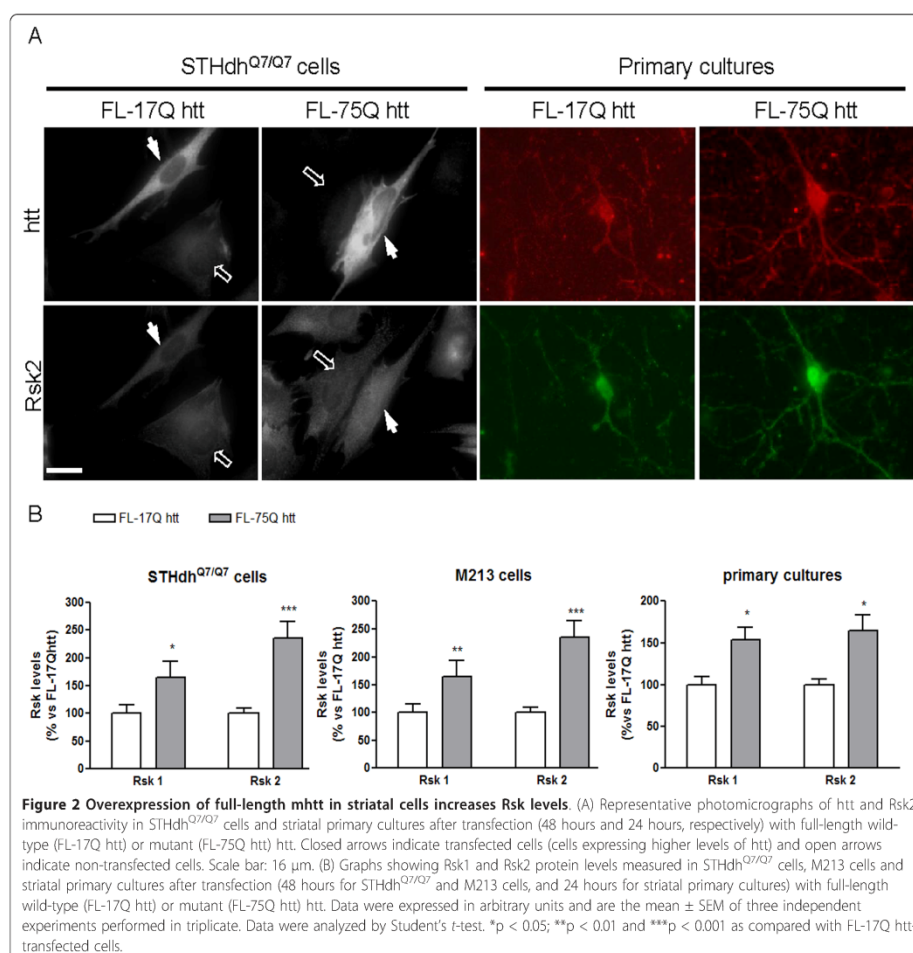 A
STHdhQ7/Q7 cells Primary cultures
FL-17Q htt FL-75Q htt FL-17Q htt FL-75Q htt
htt
Rsk2
B
FL-17Q htt FL-75Q htt
STHdhQ7/Q7 cells
Rsk levels
(% vs FL-17Qhtt)
300
250
200
150
100
50
0
*
***
Rsk 1 Rsk 2
M213 cells
Rsk levels
(% vs FL-17Q htt)
300
250
200
150
100
50
0
**
***
Rsk 1 Rsk 2
primary cultures
Rsk levels
(%vs FL-17Q htt)
200
150
100
50
0
*
*
Rsk 1 Rsk 2
Figure 2 Overexpression of full-length mhtt in striatal cells increases Rsk levels. (A) Representative photomicrographs of htt and Rsk2
immunoreactivity in STHdhQ7/Q7 cells and striatal primary cultures after transfection (48 hours and 24 hours, respectively) with full-length wild-
type (FL-17Q htt) or mutant (FL-75Q htt) htt. Closed arrows indicate transfected cells (cells expressing higher levels of htt) and open arrows
indicate non-transfected cells. Scale bar: 16 μm. (B) Graphs showing Rsk1 and Rsk2 protein levels measured in STHdhQ7/Q7 cells, M213 cells and
striatal primary cultures after transfection (48 hours for STHdhQ7/Q7 and M213 cells, and 24 hours for striatal primary cultures) with full-length
wild-type (FL-17Q htt) or mutant (FL-75Q htt) htt. Data were expressed in arbitrary units and are the mean ± SEM of three independent
experiments performed in triplicate. Data were analyzed by Student's t-test. *p < 0.05; **p < 0.01 and ***p < 0.001 as compared with FL-17Q htt-
transfected cells.